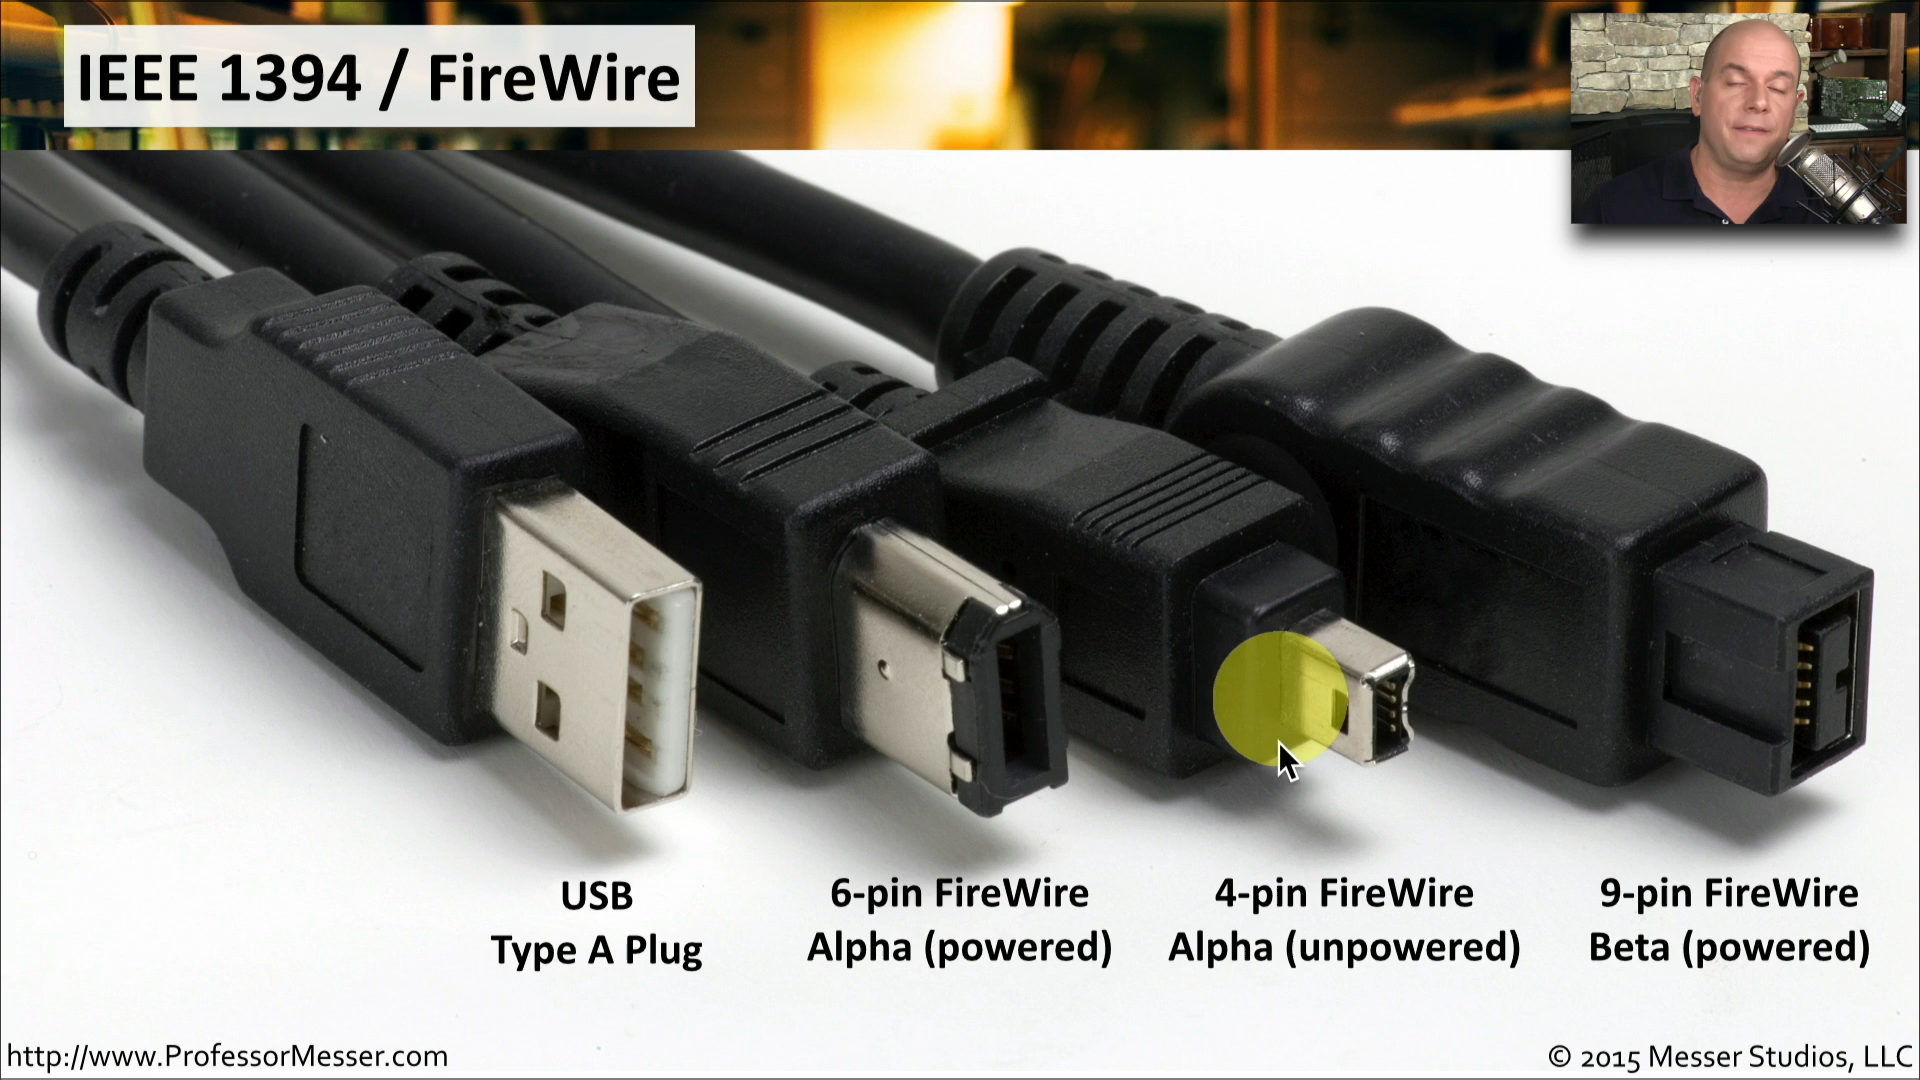 IEEE 1394 / FireWire
USB
Type A Plug
6-pin FireWire
Alpha (powered)
4-pin FireWire
Alpha (unpowered)
9-pin FireWire
Beta (powered)
http://www.ProfessorMesser.com
© 2015 Messer Studios, LLC